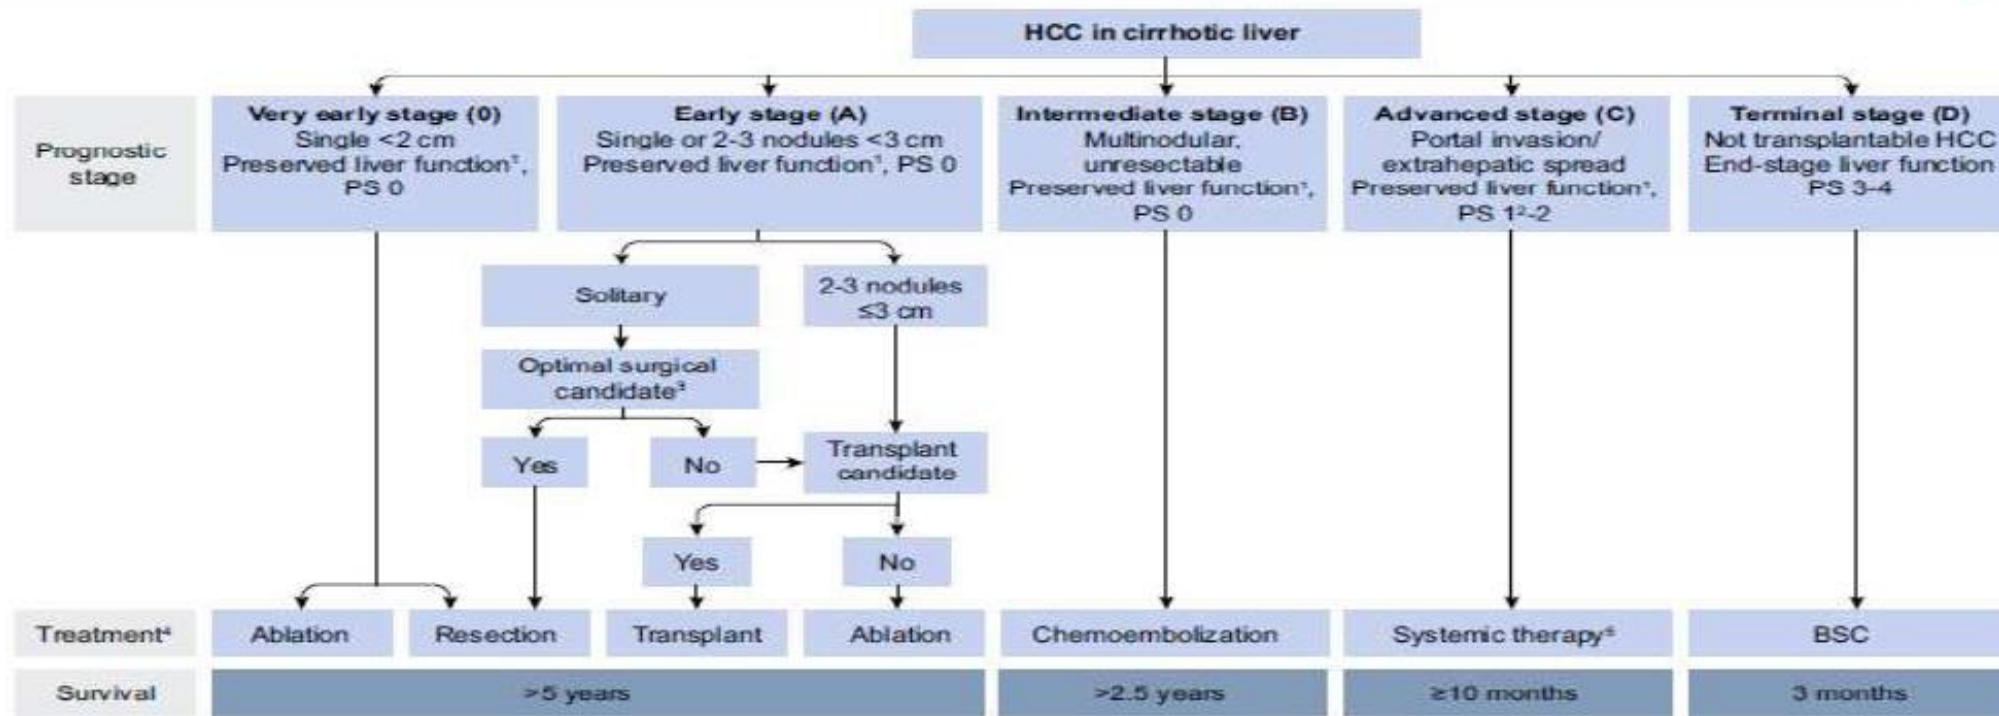 HCC in cirrhotic liver
Prognostic
stage
Very early stage (0)
Single <2 cm
Preserved liver function¹,
PS 0
Early stage (A)
Single or 2-3 nodules <3 cm
Preserved liver function¹, PS 0
Intermediate stage (B)
Multinodular,
unresectable
Preserved liver function¹,
PS 0
Advanced stage (C)
Portal invasion/
extrahepatic spread
Preserved liver function¹,
PS 1²-2
Terminal stage (D)
Not transplantable HCC
End-stage liver function
PS 3-4
Solitary
2-3 nodules
≤3 cm
Optimal surgical
candidate³
Yes
No
Transplant
candidate
Yes
No
Treatment⁴
Ablation
Resection
Transplant
Ablation
Chemoembolization
Systemic therapy⁵
BSC
Survival
>5 years
>2.5 years
≥10 months
3 months